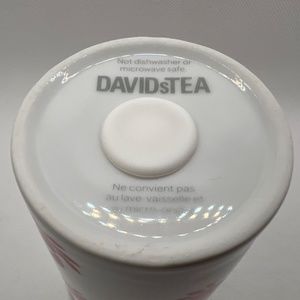 Not dishwasher or
microwave safe.
DAVIDsTEA
Ne convient pas
au lave-vaisselle et